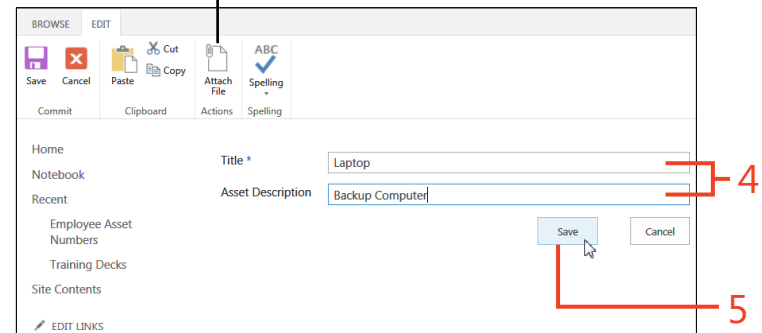 BROWSE EDIT
Save Cancel Paste Cut Copy Attach File ABC Spelling
Commit Clipboard Actions Spelling
Home
Notebook
Recent
Employee Asset
Numbers
Training Decks
Site Contents
EDIT LINKS
Title * Laptop
Asset Description Backup Computer
Save Cancel
4
5